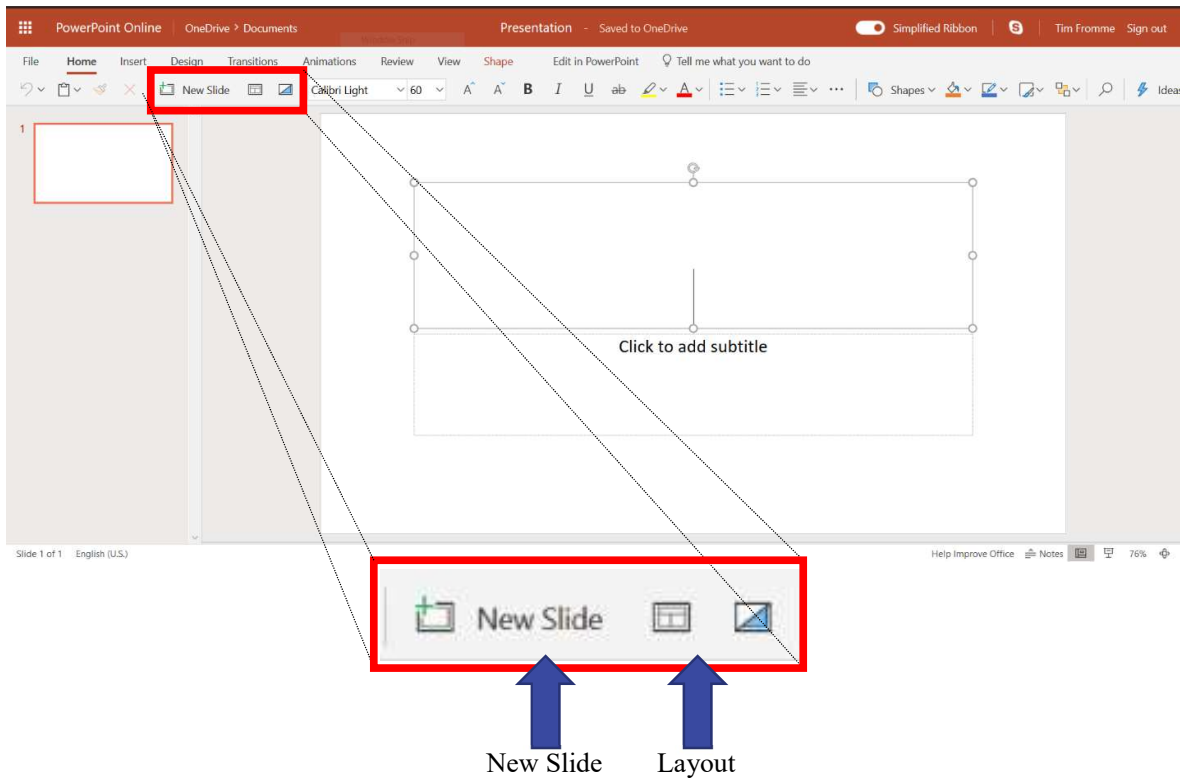 PowerPoint Online OneDrive > Documents Presentation - Saved to OneDrive Simplified Ribbon Tim Fromme Sign out
File Home Insert Design Transitions Animations Review View Shape Edit in PowerPoint Tell me what you want to do
New Slide Calibri Light 60 A A B I U ab A ... Shapes Ideas
1
Click to add subtitle
Slide 1 of 1 English (U.S.) Help Improve Office Notes 76%
New Slide
New Slide Layout